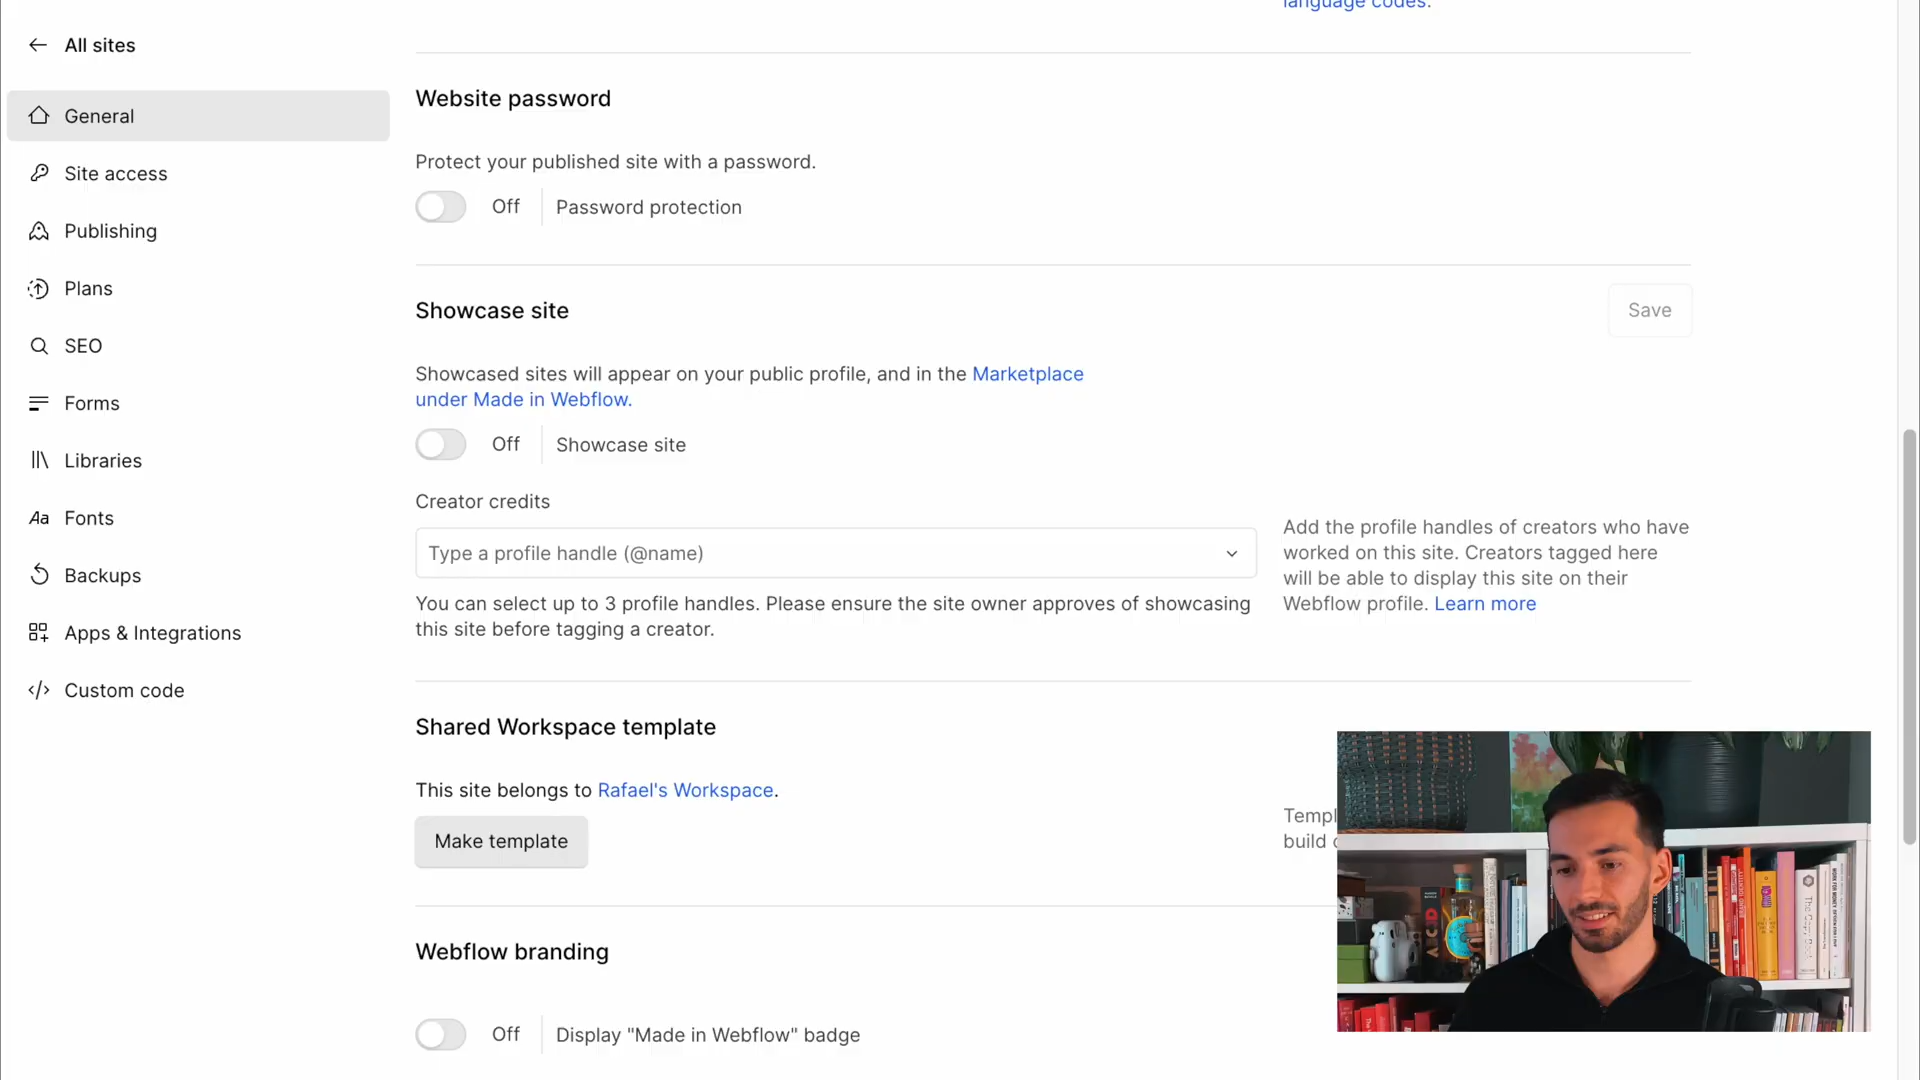 language codes.
All sites
General
Site access
Publishing
Plans
SEO
Forms
Libraries
Aa Fonts
Backups
Apps & Integrations
</> Custom code
Website password
Protect your published site with a password.
Off
Password protection
Showcase site
Save
Showcased sites will appear on your public profile, and in the Marketplace
under Made in Webflow.
Off
Showcase site
Creator credits
Type a profile handle (@name)
You can select up to 3 profile handles. Please ensure the site owner approves of showcasing
this site before tagging a creator.
Add the profile handles of creators who have
worked on this site. Creators tagged here
will be able to display this site on their
Webflow profile. Learn more
Shared Workspace template
This site belongs to Rafael's Workspace.
Make template
Templ
build
Webflow branding
Off
Display "Made in Webflow" badge
ACID